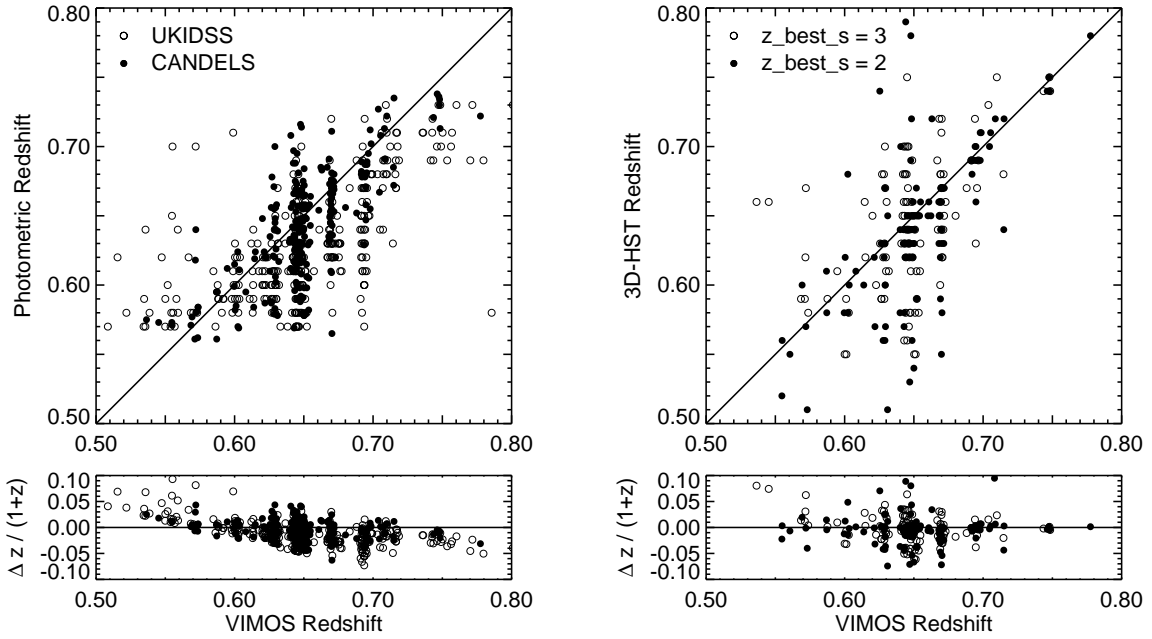 0.80
0.70
0.60
0.50
Photometric Redshift
UKIDSS
CANDELS
0.50 0.60 0.70 0.80
0.10
0.05
0.00
-0.05
-0.10
Δ z / (1+z)
0.50 0.60 0.70 0.80
VIMOS Redshift
0.80
0.70
0.60
0.50
3D-HST Redshift
z_best_s = 3
z_best_s = 2
0.50 0.60 0.70 0.80
0.10
0.05
0.00
-0.05
-0.10
Δ z / (1+z)
0.50 0.60 0.70 0.80
VIMOS Redshift